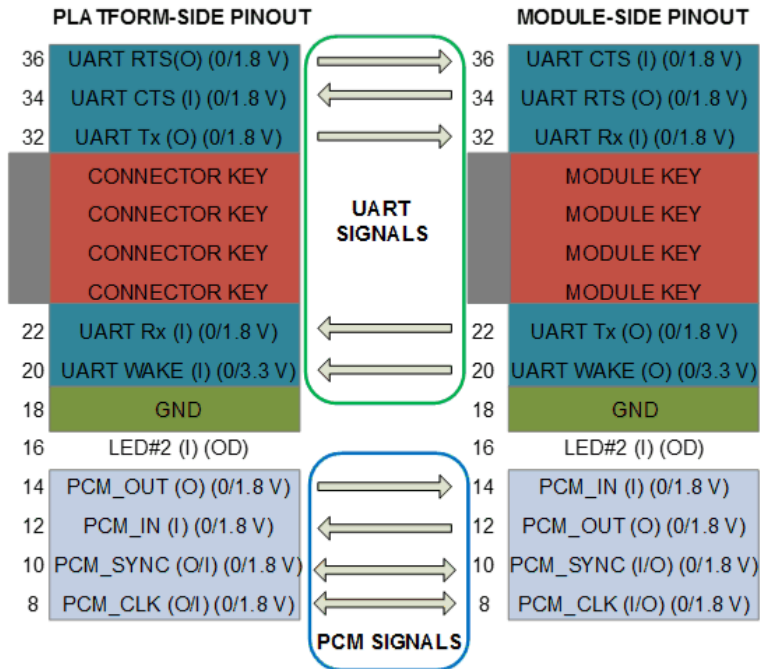 PLATFORM-SIDE PINOUT MODULE-SIDE PINOUT
36 UART RTS(O) (0/1.8 V) 36 UART CTS (I) (0/1.8 V)
34 UART CTS (I) (0/1.8 V) 34 UART RTS (O) (0/1.8 V)
32 UART Tx (O) (0/1.8 V) 32 UART Rx (I) (0/1.8 V)
CONNECTOR KEY MODULE KEY
CONNECTOR KEY UART MODULE KEY
CONNECTOR KEY SIGNALS MODULE KEY
CONNECTOR KEY MODULE KEY
22 UART Rx (I) (0/1.8 V) 22 UART Tx (O) (0/1.8 V)
20 UART WAKE (I) (0/3.3 V) 20 UART WAKE (O) (0/3.3 V)
18 GND 18 GND
16 LED#2 (I) (OD) 16 LED#2 (I) (OD)
14 PCM_OUT (O) (0/1.8 V) 14 PCM_IN (I) (0/1.8 V)
12 PCM_IN (I) (0/1.8 V) 12 PCM_OUT (O) (0/1.8 V)
10 PCM_SYNC (O/I) (0/1.8 V) 10 PCM_SYNC (I/O) (0/1.8 V)
8 PCM_CLK (O/I) (0/1.8 V) 8 PCM_CLK (I/O) (0/1.8 V)
PCM SIGNALS